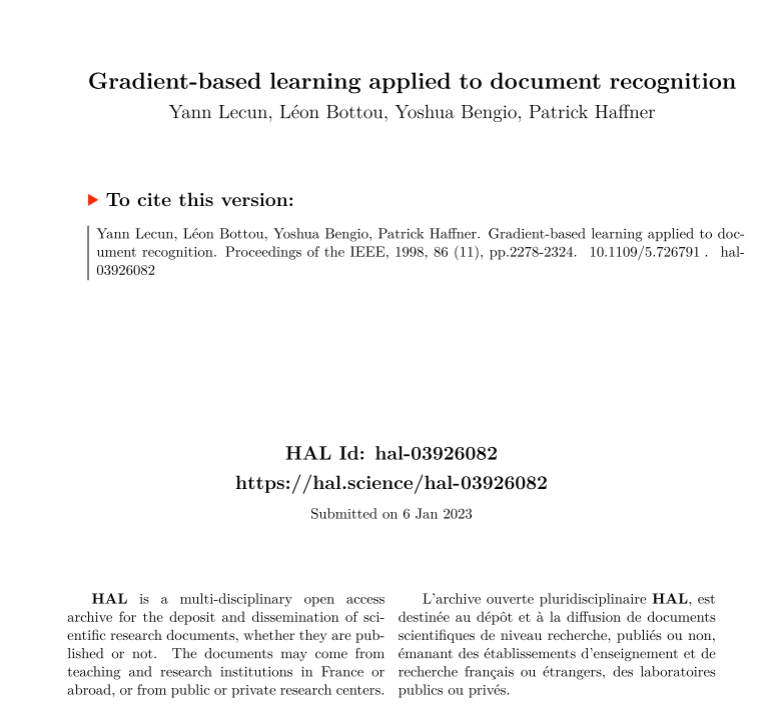 Gradient-based learning applied to document recognition
Yann Lecun, Léon Bottou, Yoshua Bengio, Patrick Haffner
To cite this version:
Yann Lecun, Léon Bottou, Yoshua Bengio, Patrick Haffner. Gradient-based learning applied to doc-
ument recognition. Proceedings of the IEEE, 1998, 86 (11), pp.2278-2324. 10.1109/5.726791 . hal-
03926082
HAL Id: hal-03926082
https://hal.science/hal-03926082
Submitted on 6 Jan 2023
HAL is a multi-disciplinary open access
archive for the deposit and dissemination of sci-
entific research documents, whether they are pub-
lished or not. The documents may come from
teaching and research institutions in France or
abroad, or from public or private research centers.
L'archive ouverte pluridisciplinaire HAL, est
destinée au dépôt et à la diffusion de documents
scientifiques de niveau recherche, publiés ou non,
émanant des établissements d'enseignement et de
recherche français ou étrangers, des laboratoires
publics ou privés.